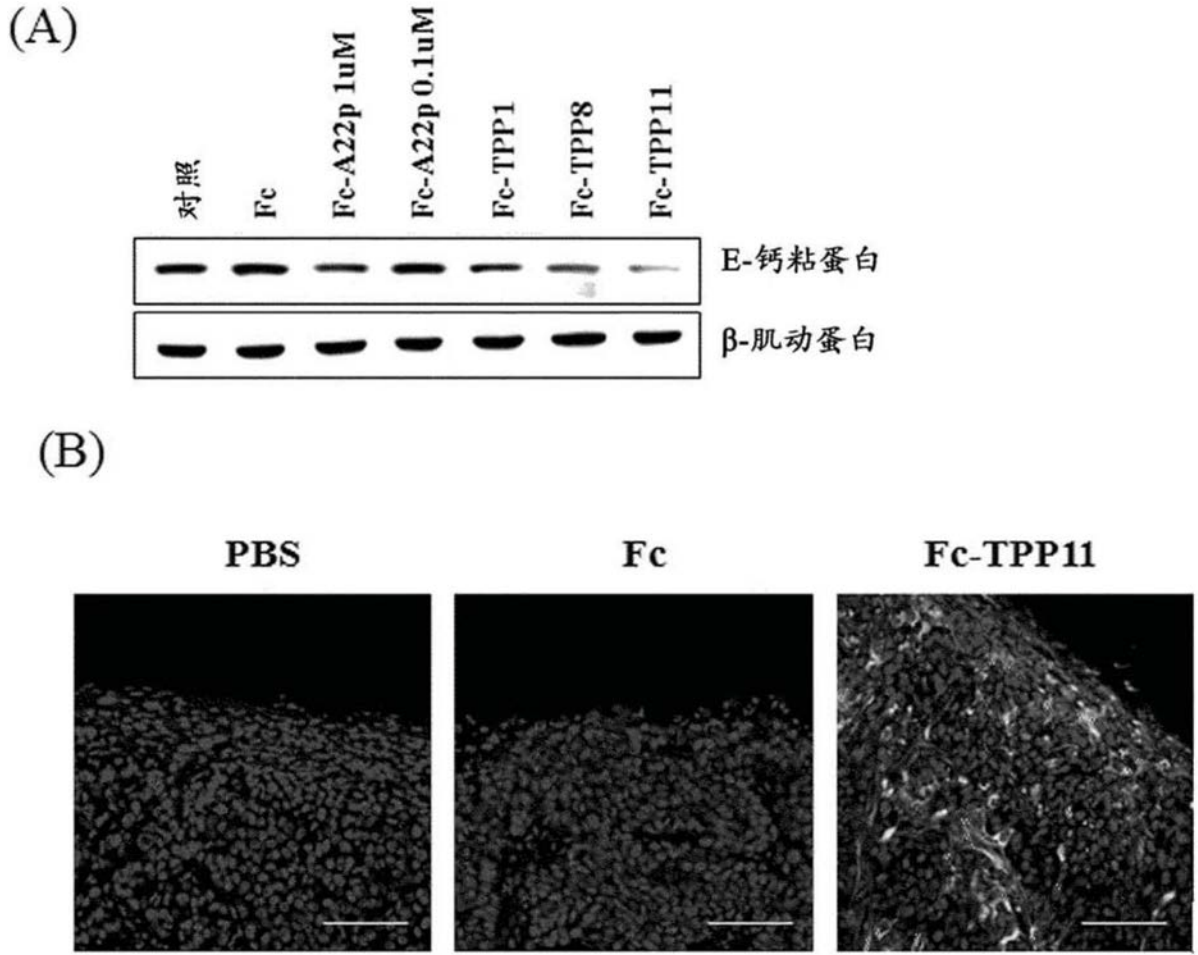 (A)
对照
Fc
Fc-A22p 1uM
Fc-A22p 0.1uM
Fc-TPP1
Fc-TPP8
Fc-TPP11
E-钙粘蛋白
β-肌动蛋白
(B)
PBS
Fc
Fc-TPP11